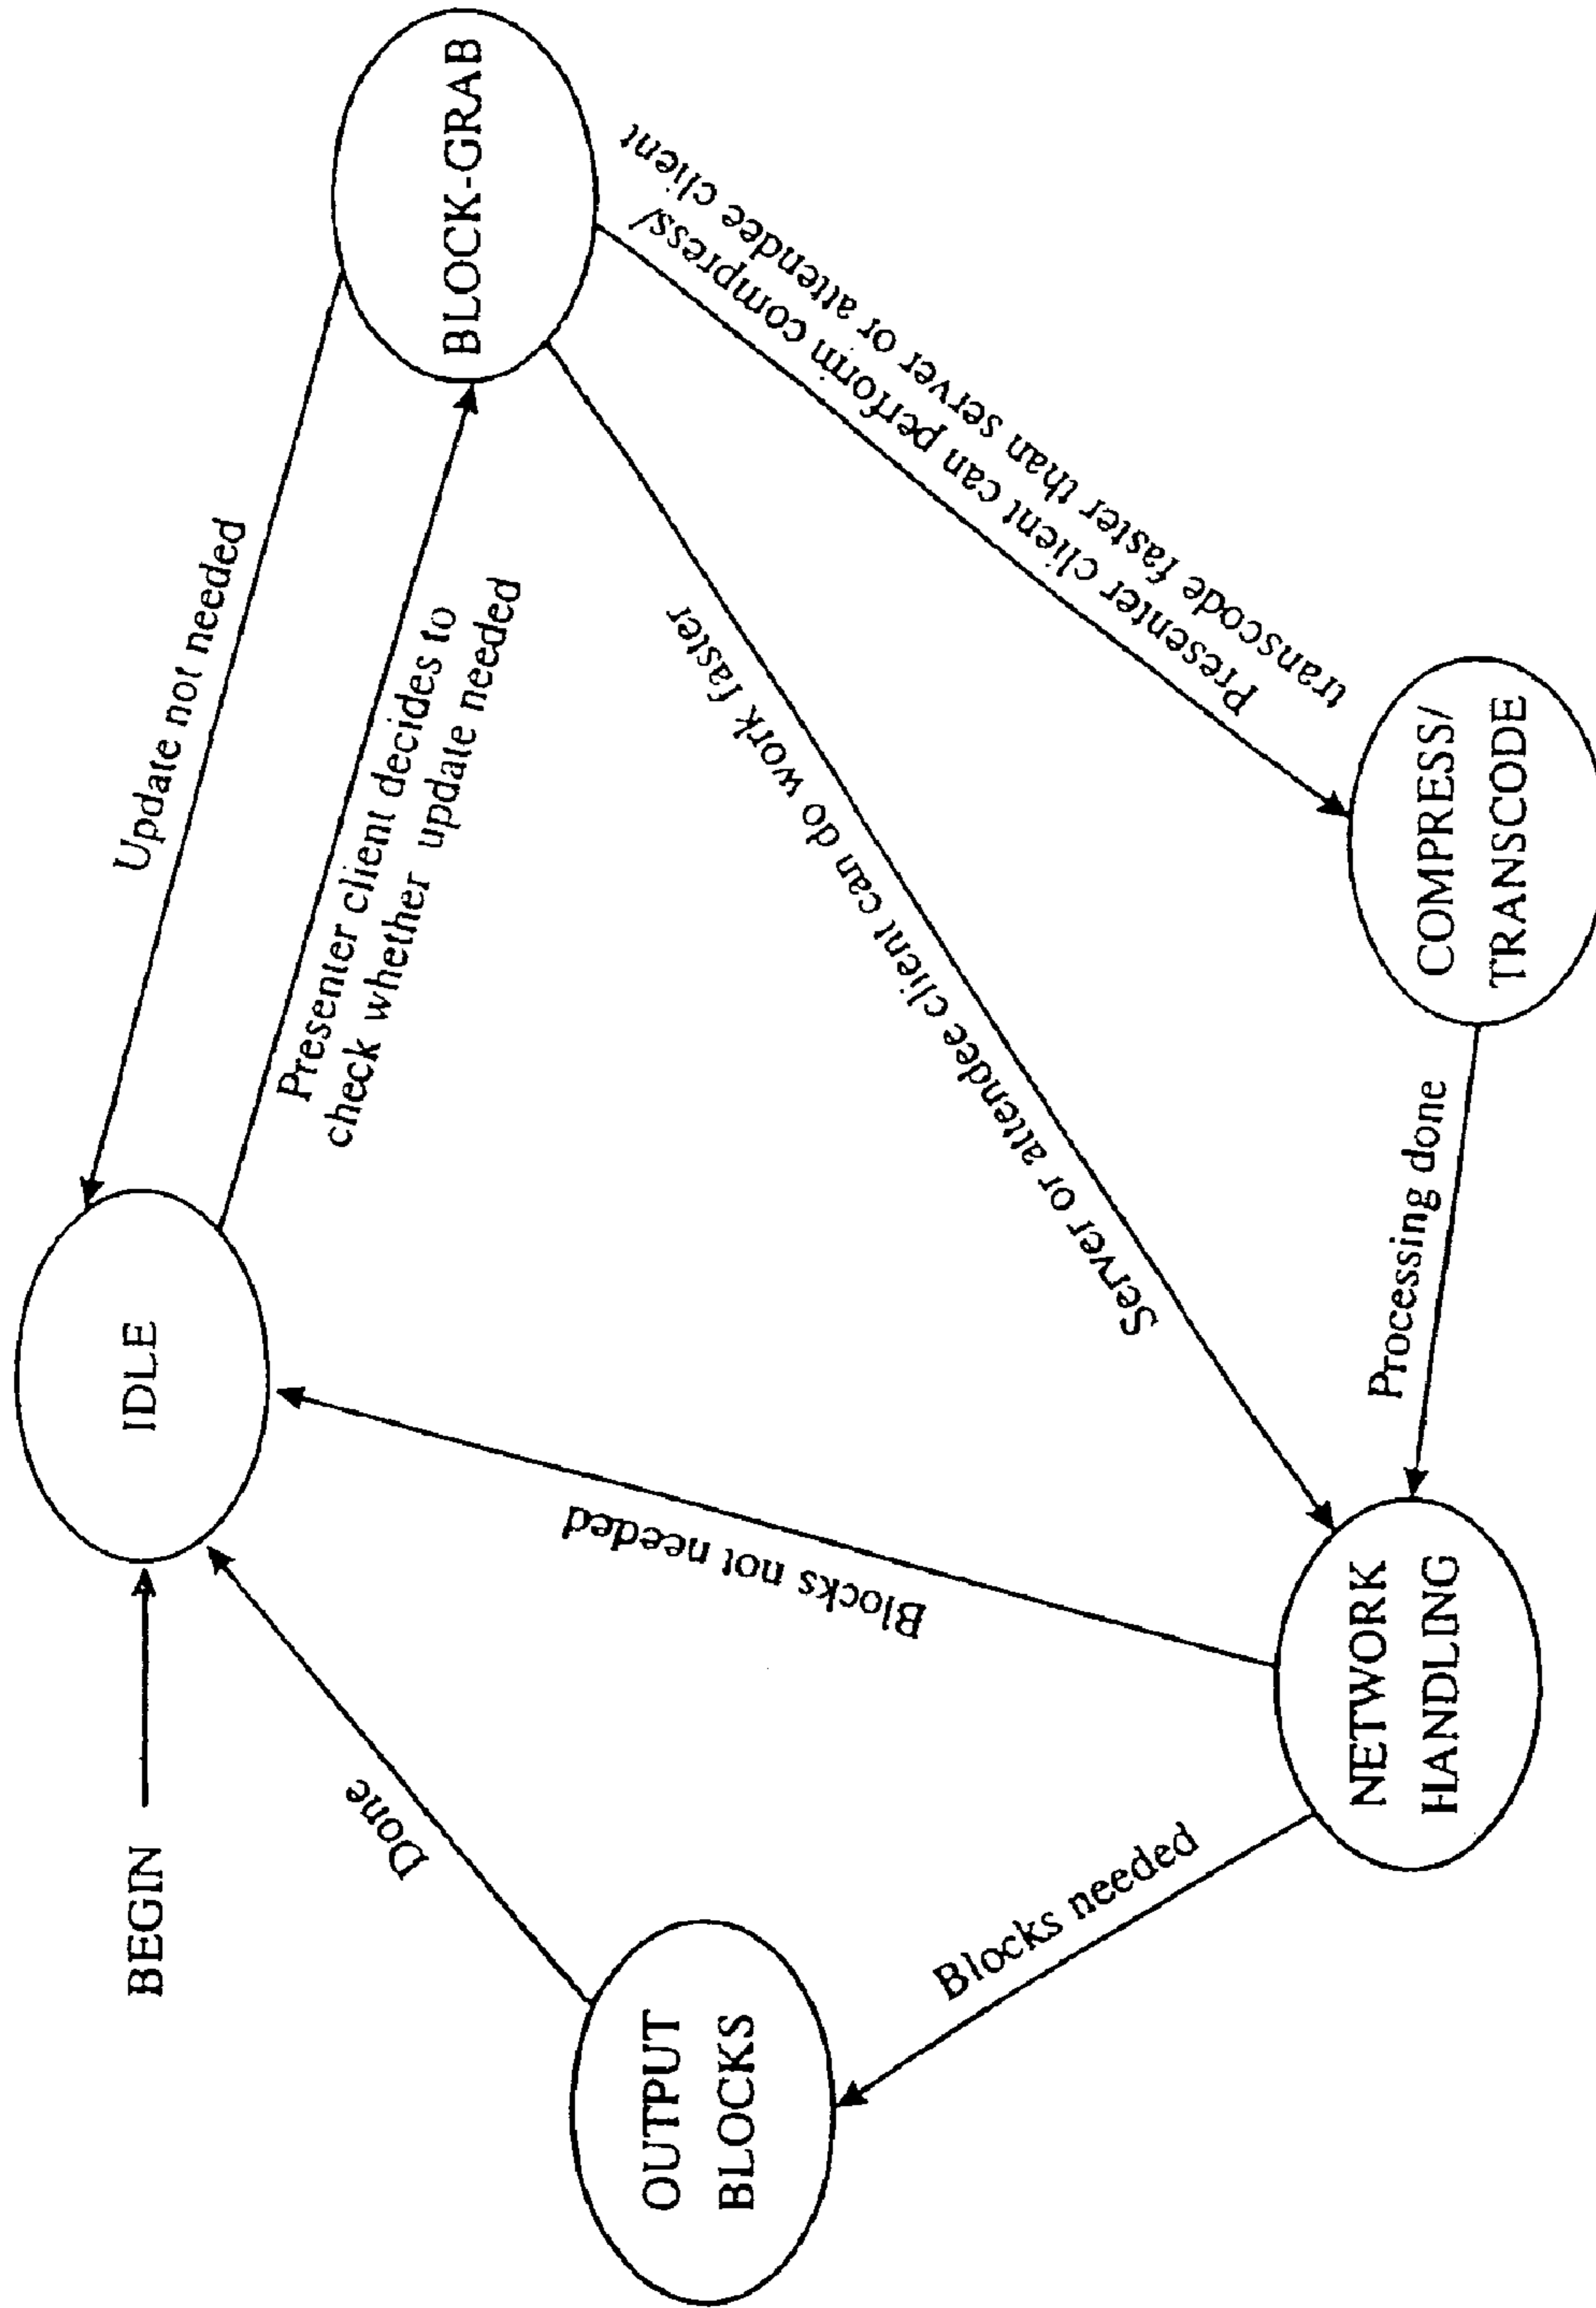 BEGIN
IDLE
Update not needed
Presenter client decides to
check whether update needed
BLOCK-GRAB
Done
Blocks not needed
Server or attendee client can do work faster
Presenter client can perform compress/
transcode faster than server or attendee client
OUTPUT
BLOCKS
Blocks needed
NETWORK
HANDLING
Processing done
COMPRESS/
TRANSCODE